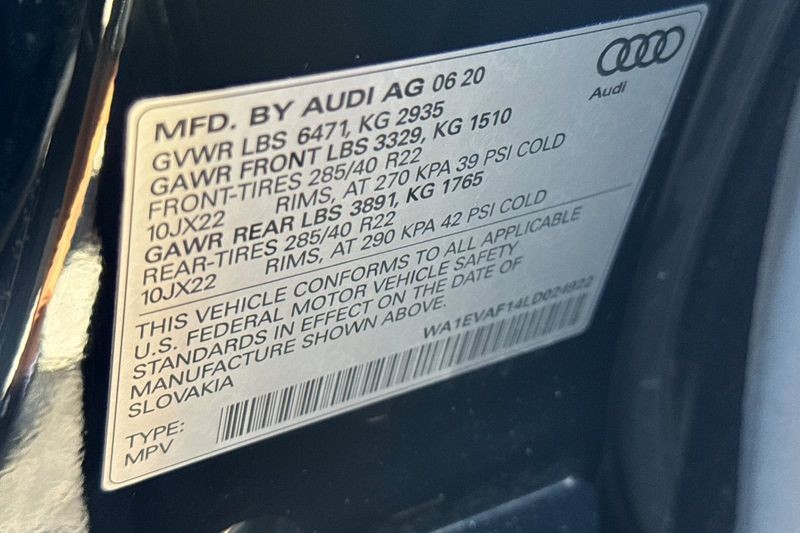 MFD. BY AUDI AG 06 20
GVWR LBS 6471, KG 2935
GAWR FRONT LBS 3329, KG 1510
FRONT-TIRES 285/40 R22
10JX22 RIMS, AT 270 KPA 39 PSI COLD
GAWR REAR LBS 3891, KG 1765
REAR-TIRES 285/40 R22
10JX22 RIMS, AT 290 KPA 42 PSI COLD
THIS VEHICLE CONFORMS TO ALL APPLICABLE
U.S. FEDERAL MOTOR VEHICLE SAFETY
STANDARDS IN EFFECT ON THE DATE OF
MANUFACTURE SHOWN ABOVE.
SLOVAKIA
WA1EVAF14LD024922
TYPE:
MPV
Audi